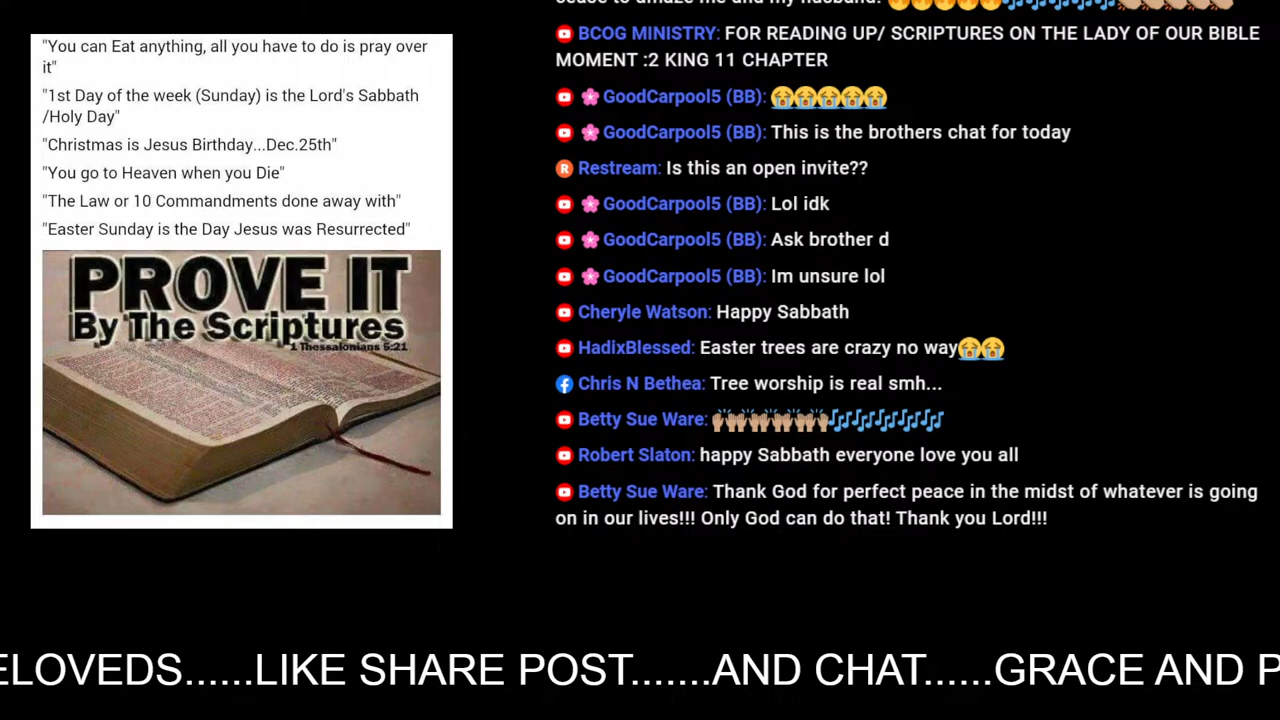 "You can Eat anything, all you have to do is pray over
it"
"1st Day of the week (Sunday) is the Lord's Sabbath
/Holy Day"
"Christmas is Jesus Birthday...Dec.25th"
"You go to Heaven when you Die"
"The Law or 10 Commandments done away with"
"Easter Sunday is the Day Jesus was Resurrected"
PROVE IT
By The Scriptures
1 Thessalonians 5:21
cease to amaze me and my husband! 🔥🔥🔥🔥🔥🎶🎶🎶🎶🎶👏🏽👏🏽👏🏽👏🏽👏🏽
BCOG MINISTRY: FOR READING UP/ SCRIPTURES ON THE LADY OF OUR BIBLE
MOMENT :2 KING 11 CHAPTER
🌸 GoodCarpool5 (BB): 😭😭😭😭😭
🌸 GoodCarpool5 (BB): This is the brothers chat for today
R Restream: Is this an open invite??
🌸 GoodCarpool5 (BB): Lol idk
🌸 GoodCarpool5 (BB): Ask brother d
🌸 GoodCarpool5 (BB): Im unsure lol
Cheryle Watson: Happy Sabbath
HadixBlessed: Easter trees are crazy no way😭😭
Chris N Bethea: Tree worship is real smh...
Betty Sue Ware: 🙌🏽🙌🏽🙌🏽🙌🏽🙌🏽🎶🎶🎶🎶🎶
Robert Slaton: happy Sabbath everyone love you all
Betty Sue Ware: Thank God for perfect peace in the midst of whatever is going
on in our lives!!! Only God can do that! Thank you Lord!!!
ELOVEDS......LIKE SHARE POST.......AND CHAT......GRACE AND P